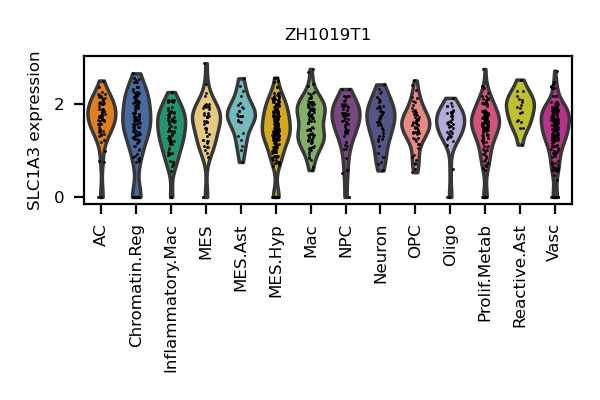 ZH1019T1
SLC1A3 expression
2
0
AC
Chromatin.Reg
Inflammatory.Mac
MES
MES.Ast
MES.Hyp
Mac
NPC
Neuron
OPC
Oligo
Prolif.Metab
Reactive.Ast
Vasc